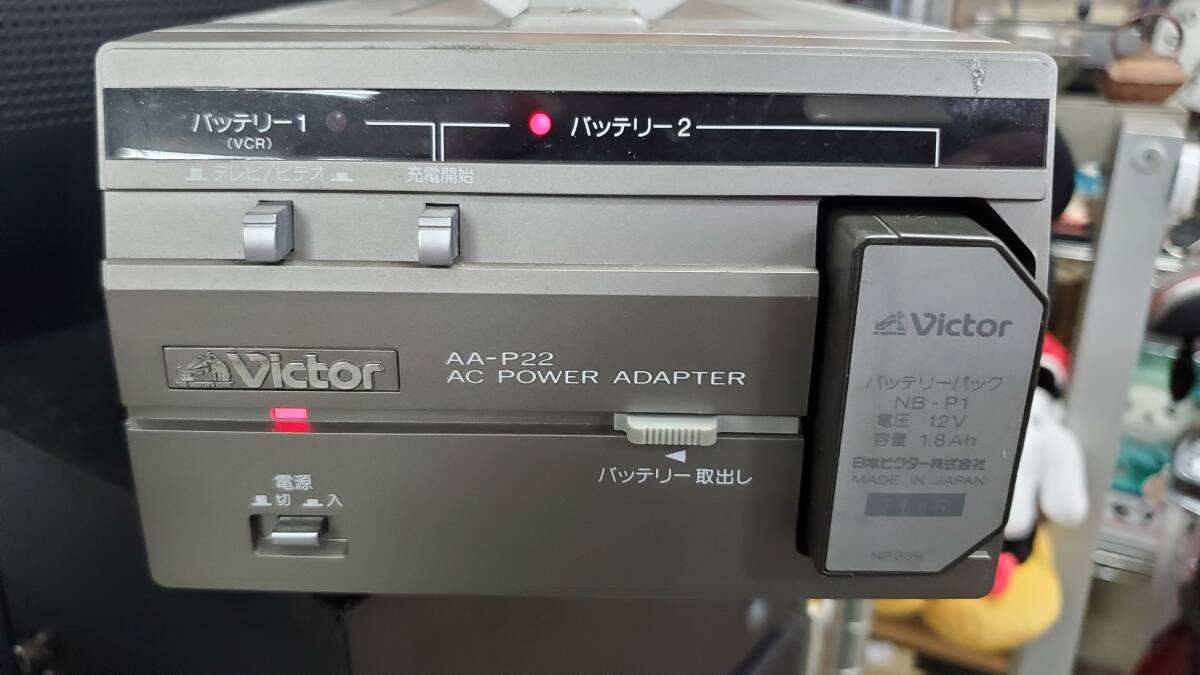 バッテリー1
(VCR)
バッテリー2
テレビ/ビデオ
充電開始
Victor
AA-P22
AC POWER ADAPTER
バッテリー取出し
電源
切 入
Victor
バッテリーパック
NB-P1
電圧 12V
容量 1.8Ah
日本ビクター株式会社
MADE IN JAPAN
NP.339